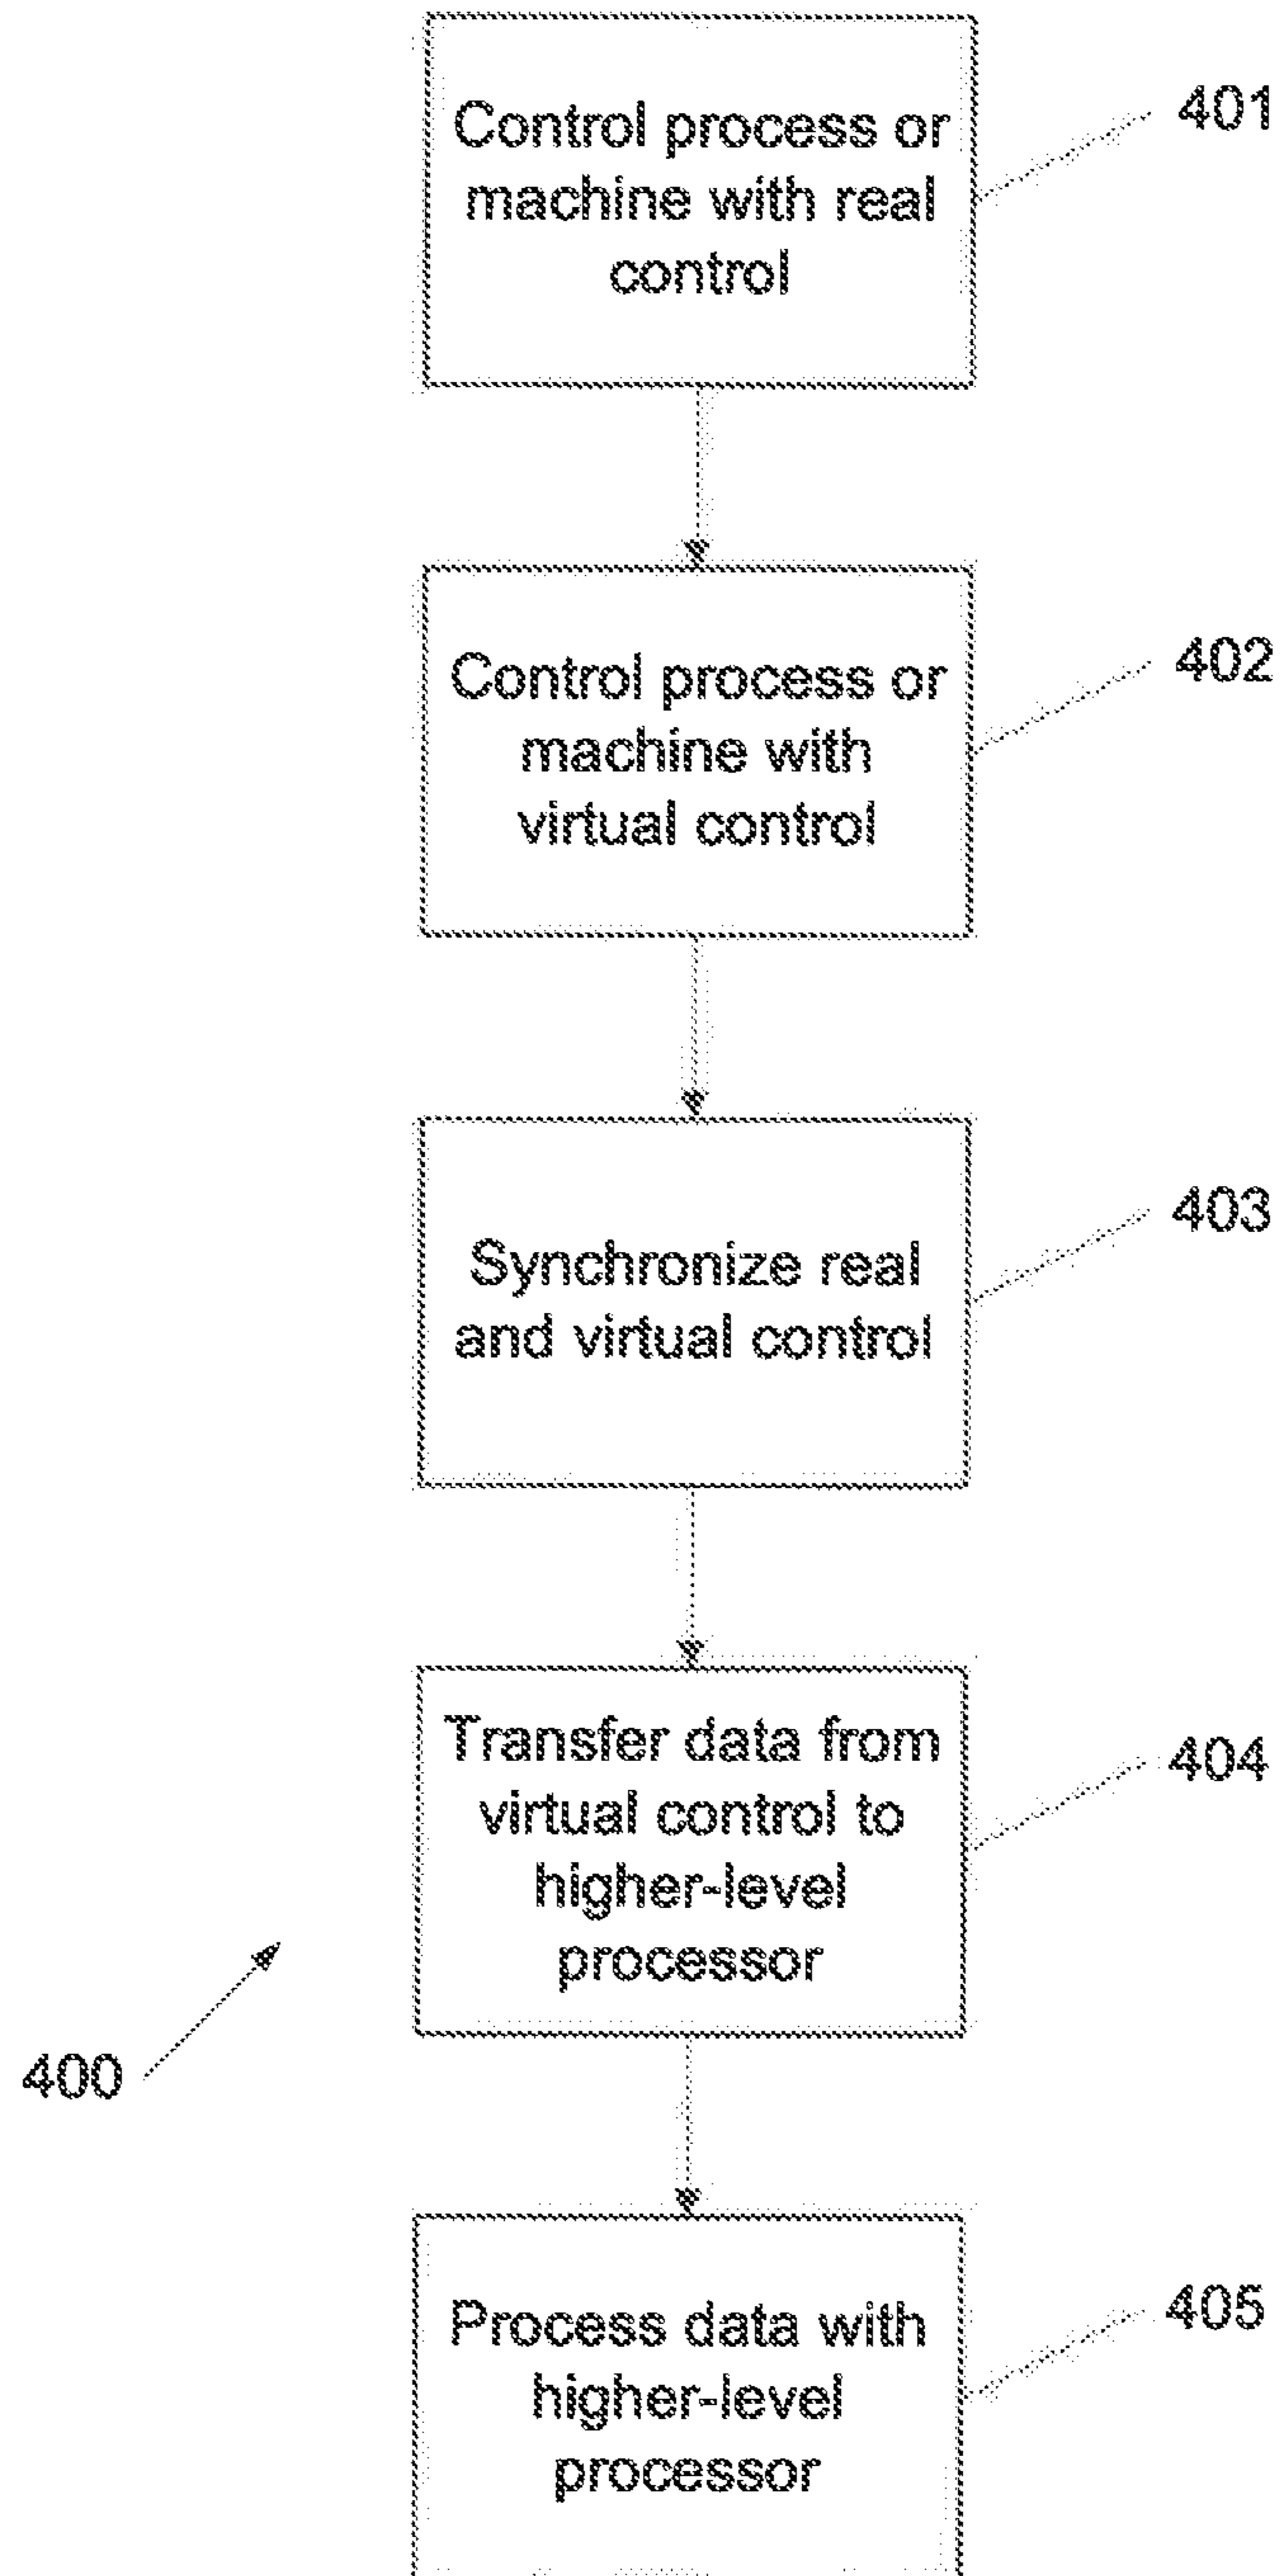 Control process or
machine with real
control
401
Control process or
machine with
virtual control
402
Synchronize real
and virtual control
403
Transfer data from
virtual control to
higher-level
processor
404
400
Process data with
higher-level
processor
405